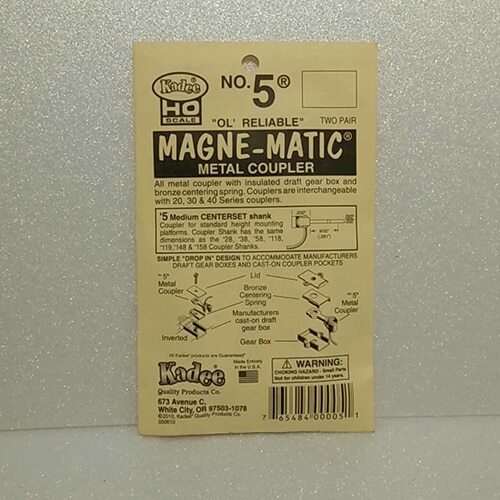 Kadee
HO
SCALE
NO. 5®
"OL' RELIABLE"
TWO PAIR
MAGNE-MATIC®
METAL COUPLER
All metal coupler with insulated draft gear box and
bronze centering spring. Couplers are interchangeable
with 20, 30 & 40 Series couplers.
#5 Medium CENTERSET shank
Coupler for standard height mounting
platforms. Coupler Shank has the same
dimensions as the #28, #38, #58, #118,
#119, #148 & #158 Coupler Shanks.
SIMPLE "DROP IN" DESIGN TO ACCOMMODATE MANUFACTURERS
DRAFT GEAR BOXES AND CAST-ON COUPLER POCKETS
Lid
Metal
Coupler
Bronze
Centering
Spring
Metal
Coupler
Manufacturers
cast-on draft
gear box
Inverted
Gear Box
All Kadee® products are Guaranteed!
Made Entirely
in the U.S.A.
Kadee
Quality Products Co.
673 Avenue C,
White City, OR 97503-1078
©2010, Kadee® Quality Products Co.
050610
WARNING:
CHOKING HAZARD - Small Parts
Not for children under 14 years.
7 65484 00005 1